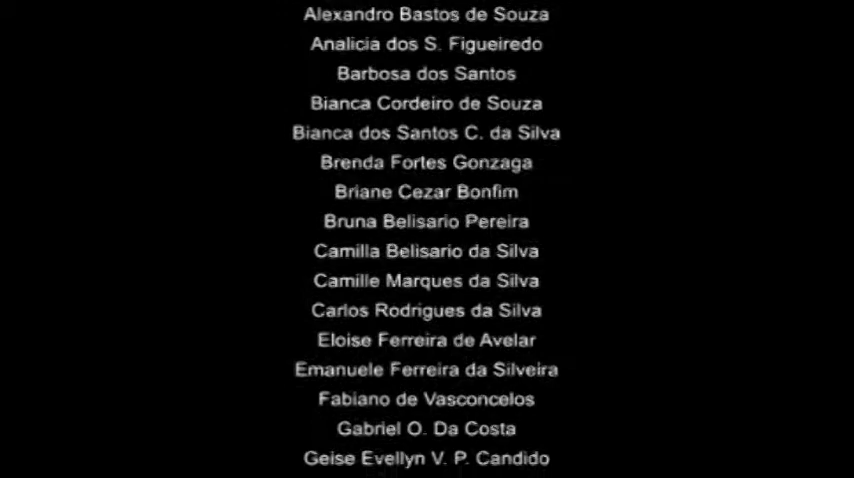 Alexandro Bastos de Souza
Analicia dos S. Figueiredo
Barbosa dos Santos
Bianca Cordeiro de Souza
Bianca dos Santos C. da Silva
Brenda Fortes Gonzaga
Briane Cezar Bonfim
Bruna Belisario Pereira
Camilla Belisario da Silva
Camille Marques da Silva
Carlos Rodrigues da Silva
Eloise Ferreira de Avelar
Emanuele Ferreira da Silveira
Fabiano de Vasconcelos
Gabriel O. Da Costa
Geise Evellyn V. P. Candido